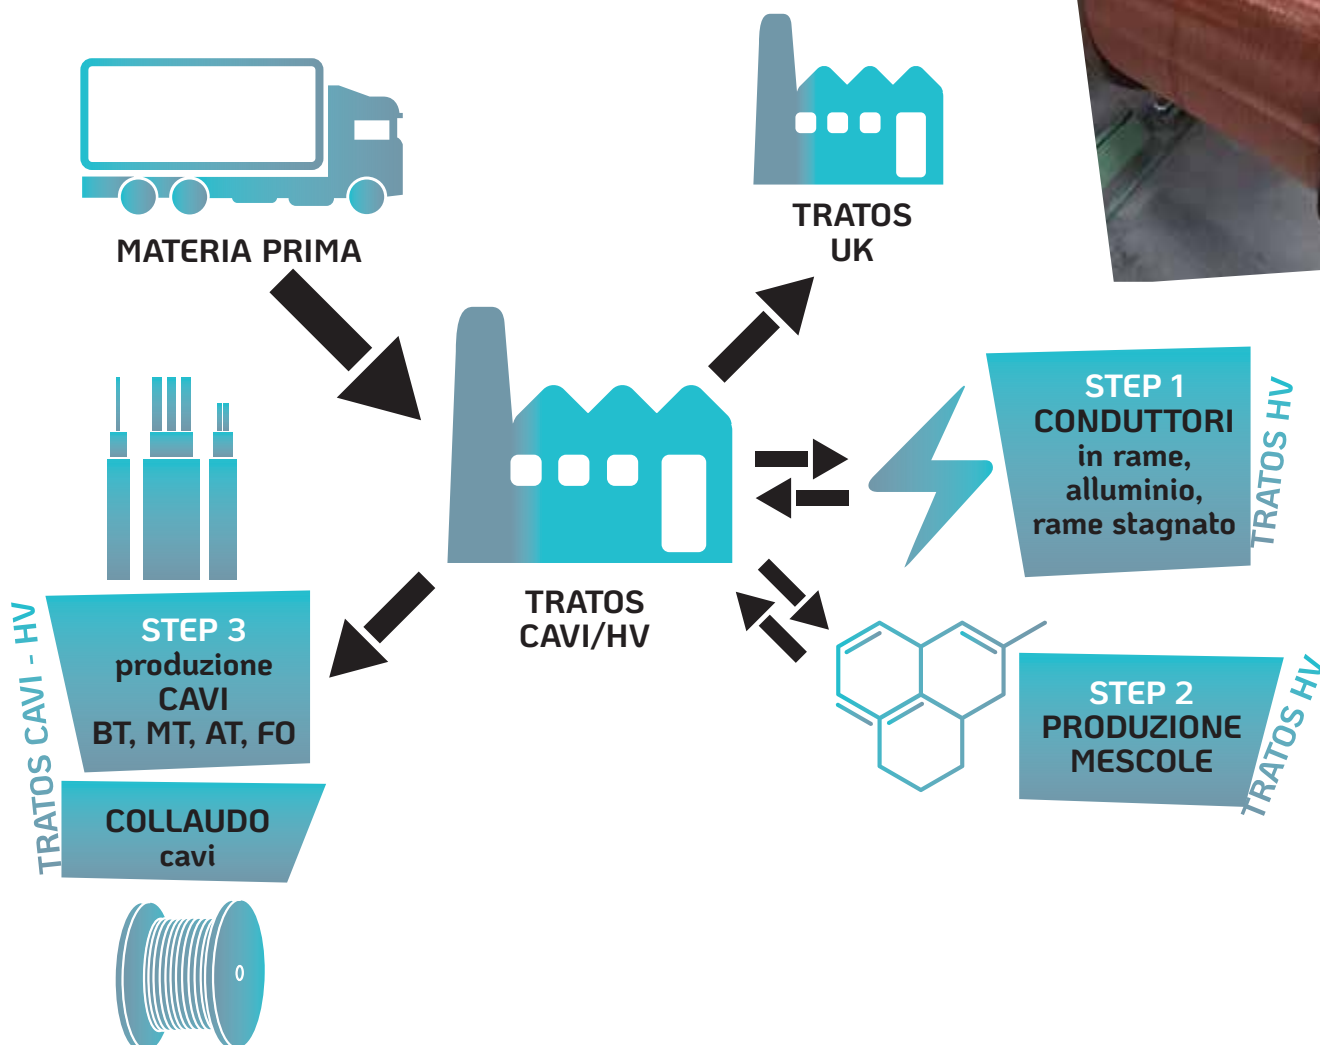 MATERIA PRIMA
TRATOS
UK
TRATOS
CAVI/HV
STEP 1
CONDUTTORI
in rame,
alluminio,
rame stagnato
TRATOS HV
STEP 2
PRODUZIONE
MESCOLE
TRATOS HV
STEP 3
produzione
CAVI
BT, MT, AT, FO
COLLAUDO
cavi
TRATOS CAVI - HV